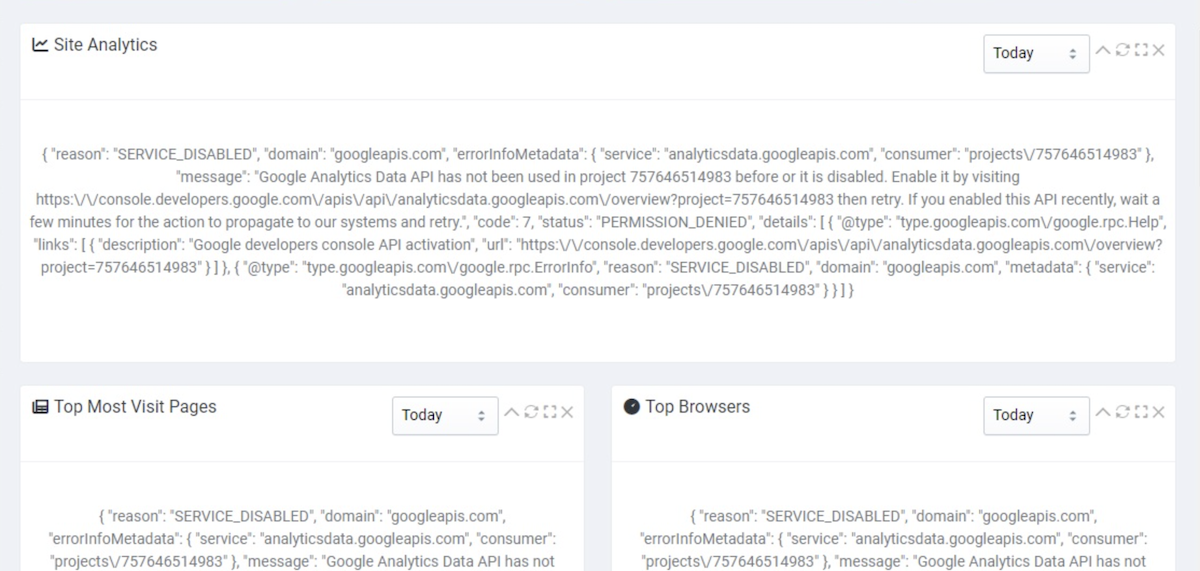 Site Analytics
Today
{ "reason": "SERVICE_DISABLED", "domain": "googleapis.com", "errorInfoMetadata": { "service": "analyticsdata.googleapis.com", "consumer": "projects\/757646514983" },
"message": "Google Analytics Data API has not been used in project 757646514983 before or it is disabled. Enable it by visiting
https:\/\/console.developers.google.com\/apis\/api\/analyticsdata.googleapis.com\/overview?project=757646514983 then retry. If you enabled this API recently, wait a
few minutes for the action to propagate to our systems and retry.", "code": 7, "status": "PERMISSION_DENIED", "details": [ { "@type": "type.googleapis.com\/google.rpc.Help",
"links": [ { "description": "Google developers console API activation", "url": "https:\/\/console.developers.google.com\/apis\/api\/analyticsdata.googleapis.com\/overview?
project=757646514983" } ] }, { "@type": "type.googleapis.com\/google.rpc.ErrorInfo", "reason": "SERVICE_DISABLED", "domain": "googleapis.com", "metadata": { "service":
"analyticsdata.googleapis.com", "consumer": "projects\/757646514983" } } ] }
Top Most Visit Pages
Today
{ "reason": "SERVICE_DISABLED", "domain": "googleapis.com",
"errorInfoMetadata": { "service": "analyticsdata.googleapis.com", "consumer":
"projects\/757646514983" }, "message": "Google Analytics Data API has not
Top Browsers
Today
{ "reason": "SERVICE_DISABLED", "domain": "googleapis.com",
"errorInfoMetadata": { "service": "analyticsdata.googleapis.com", "consumer":
"projects\/757646514983" }, "message": "Google Analytics Data API has not